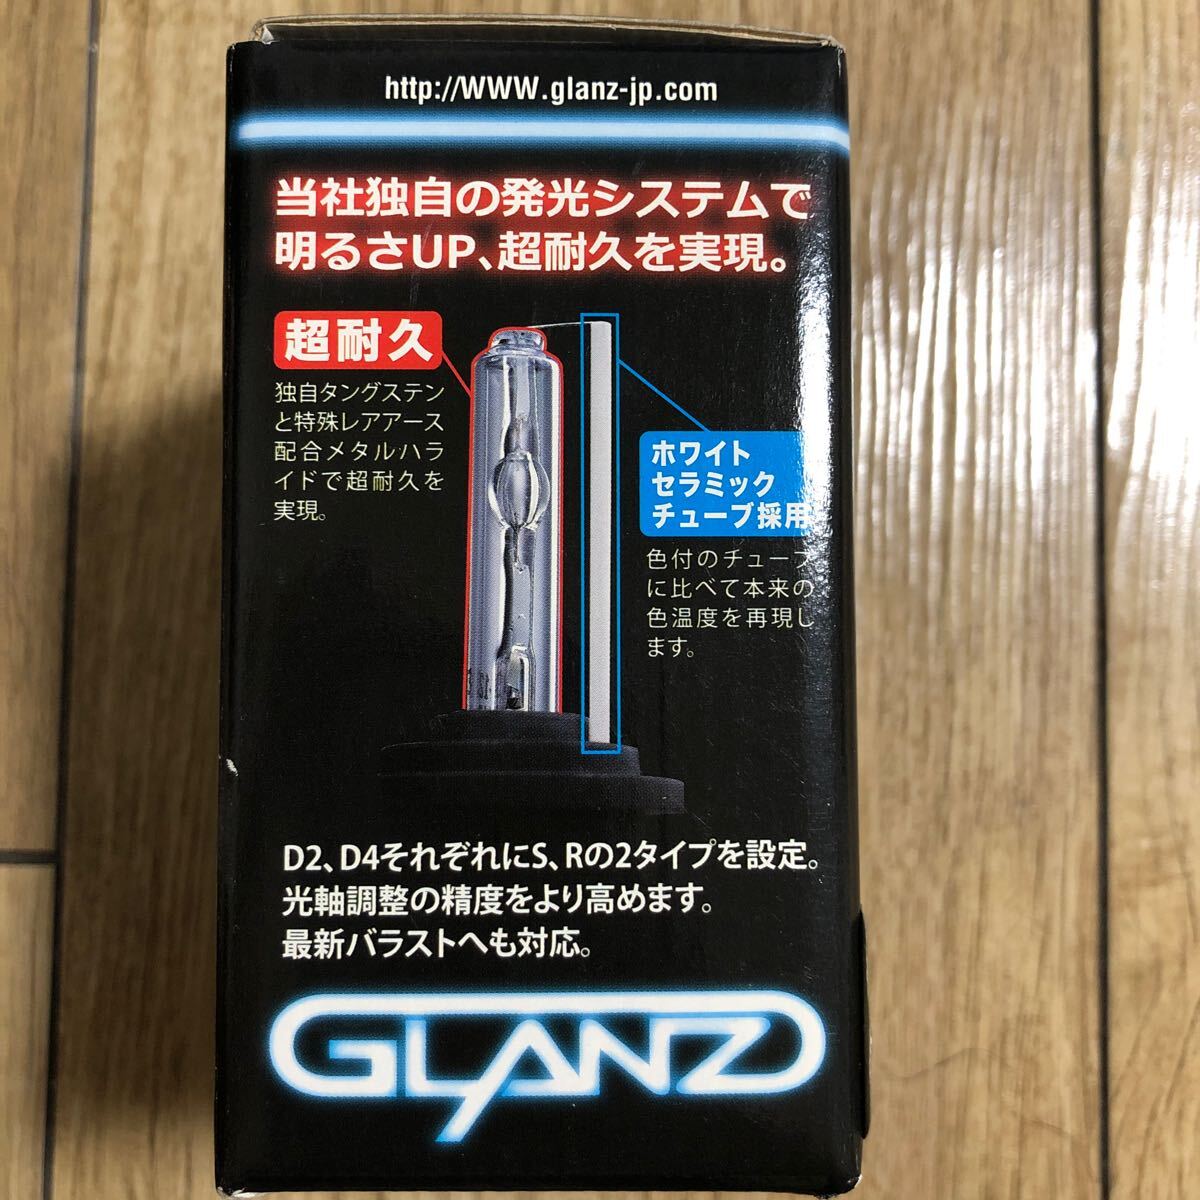 http://WWW.glanz-jp.com
当社独自の発光システムで
明るさUP、超耐久を実現。
超耐久
独自タングステン
と特殊レアアース
配合メタルハラ
イドで超耐久を
実現。
ホワイト
セラミック
チューブ採用
色付のチューブ
に比べて本来の
色温度を再現し
ます。
D2、D4それぞれにS、Rの2タイプを設定。
光軸調整の精度をより高めます。
最新バラストへも対応。
GLANZ